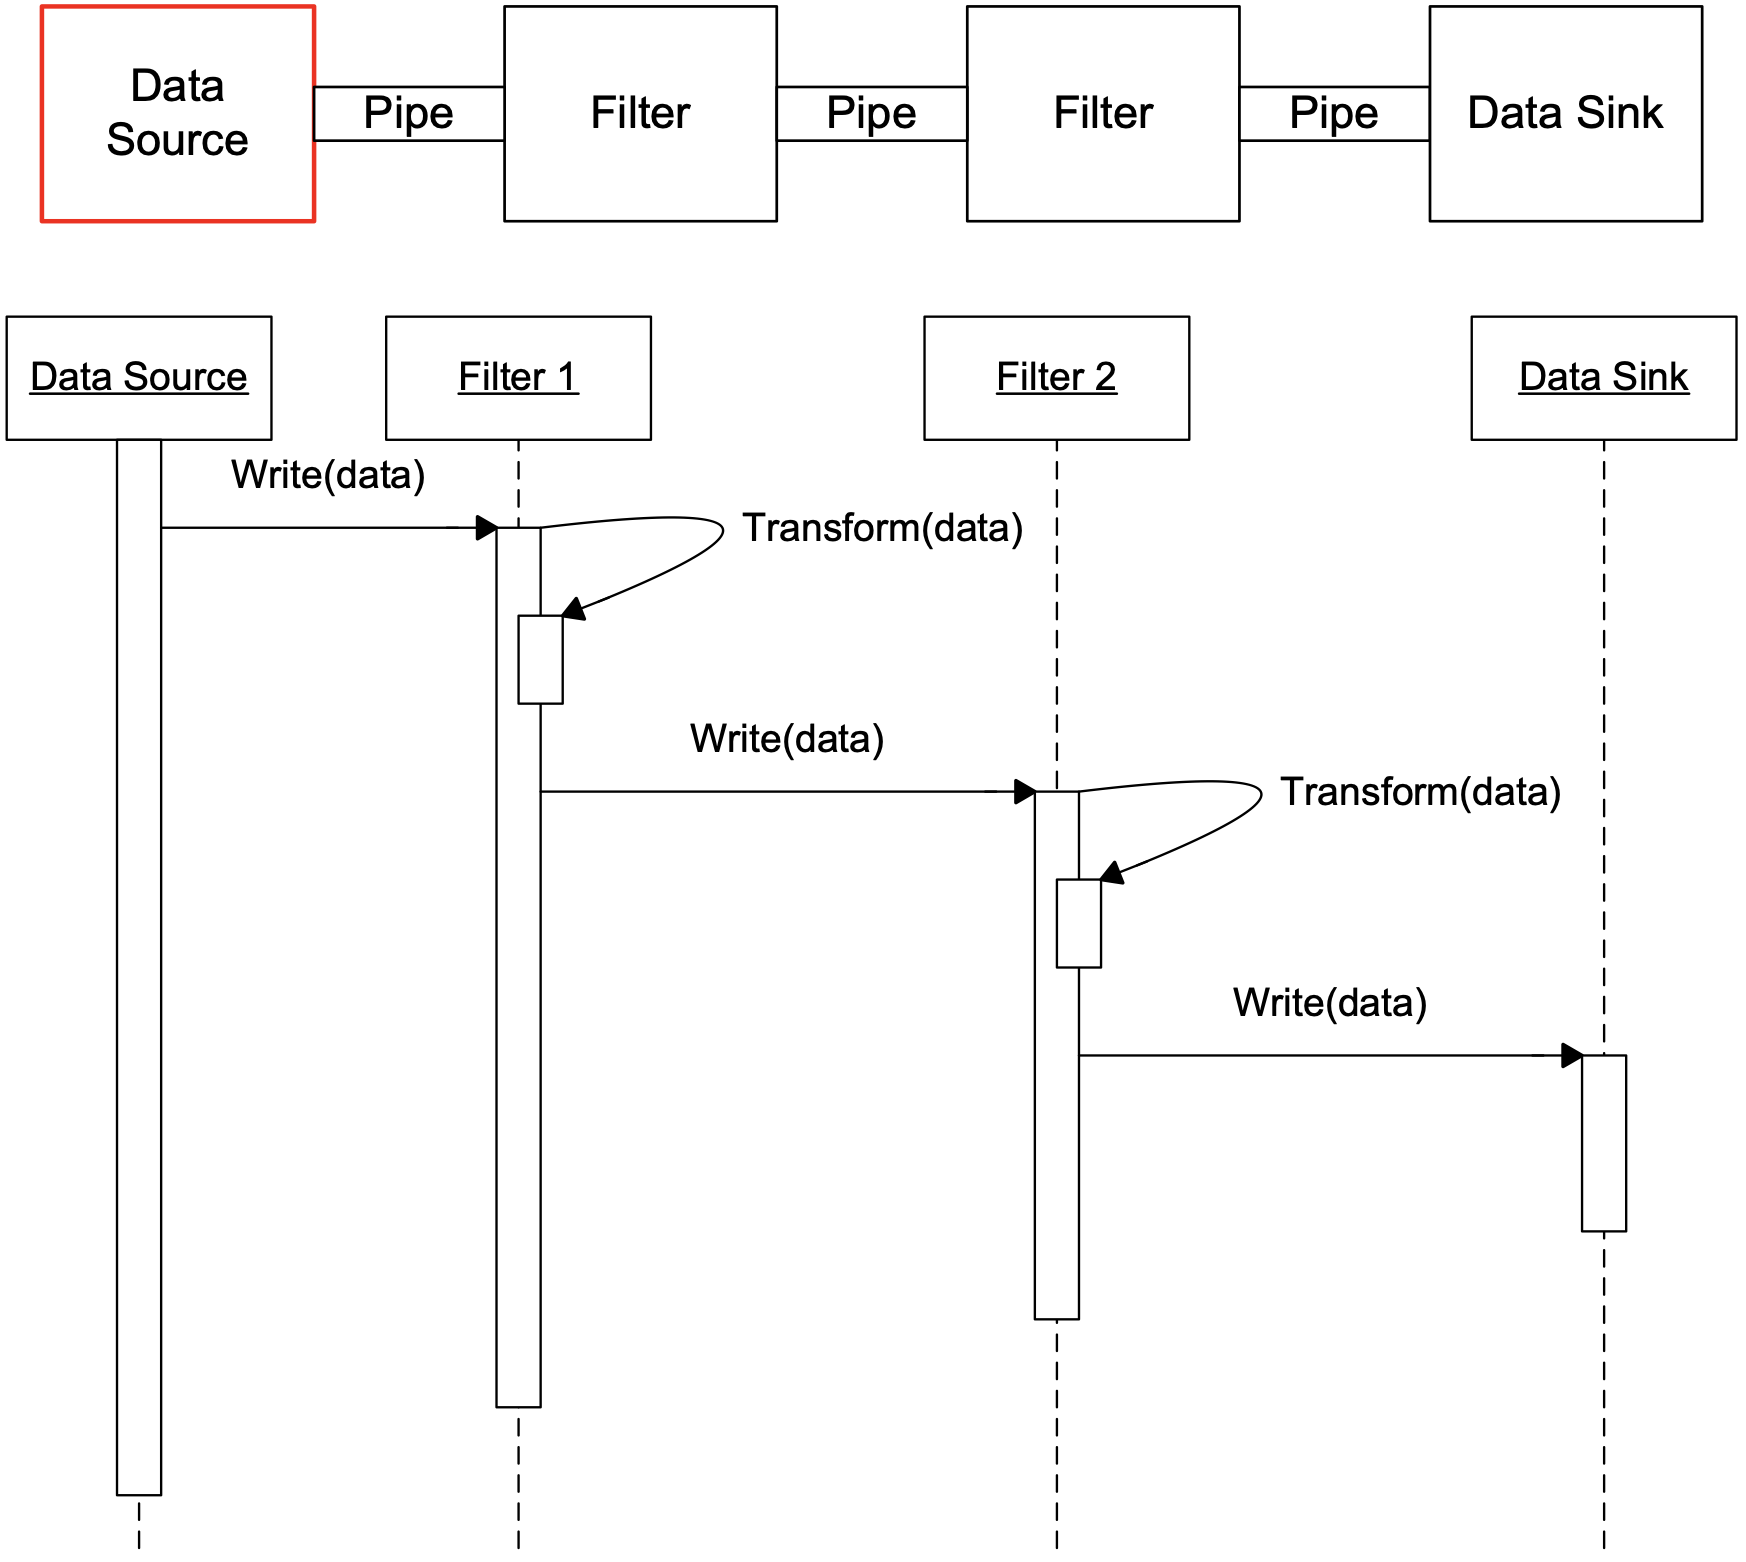 Data
Source
Pipe
Filter
Pipe
Filter
Pipe
Data Sink
Data Source
Filter 1
Filter 2
Data Sink
Write(data)
Transform(data)
Write(data)
Transform(data)
Write(data)